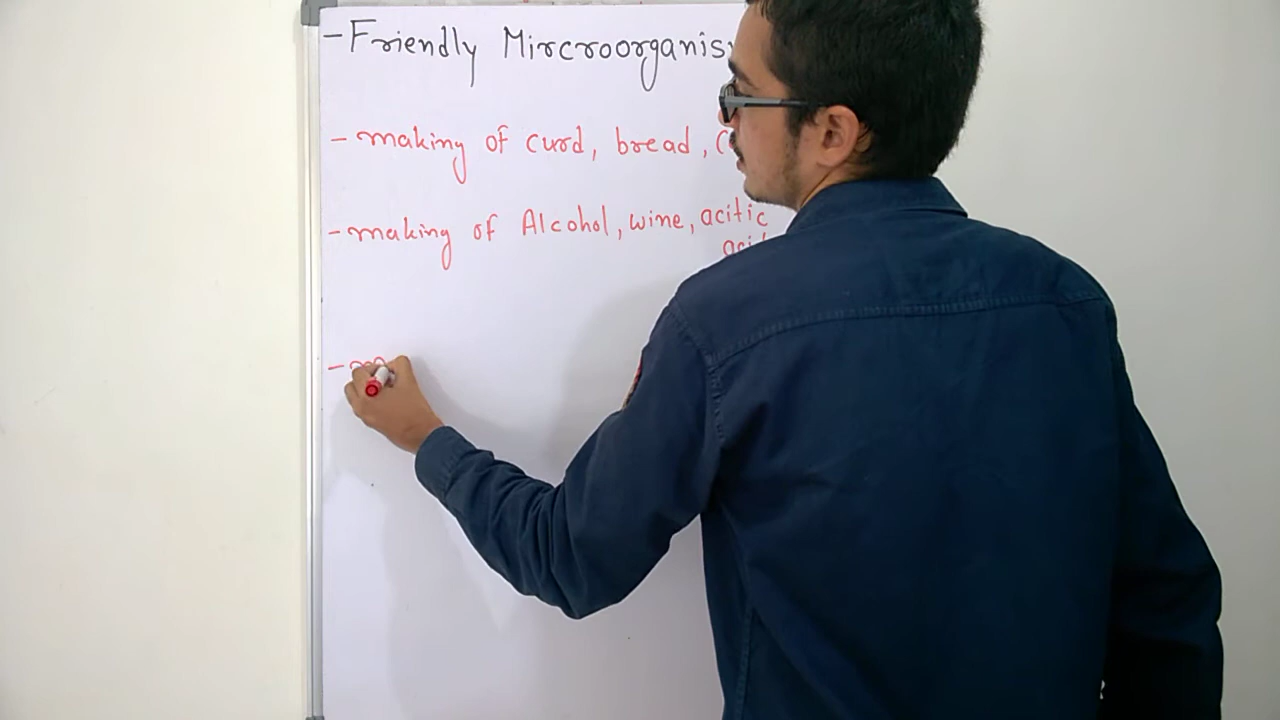 - Friendly Mircroorganis
- making of curd, bread,
- making of Alcohol, wine, acitic